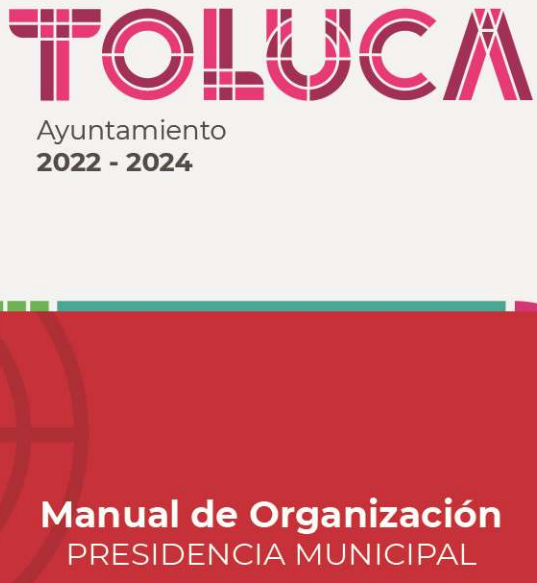 TOLUCA
Ayuntamiento
2022 - 2024
Manual de Organización
PRESIDENCIA MUNICIPAL